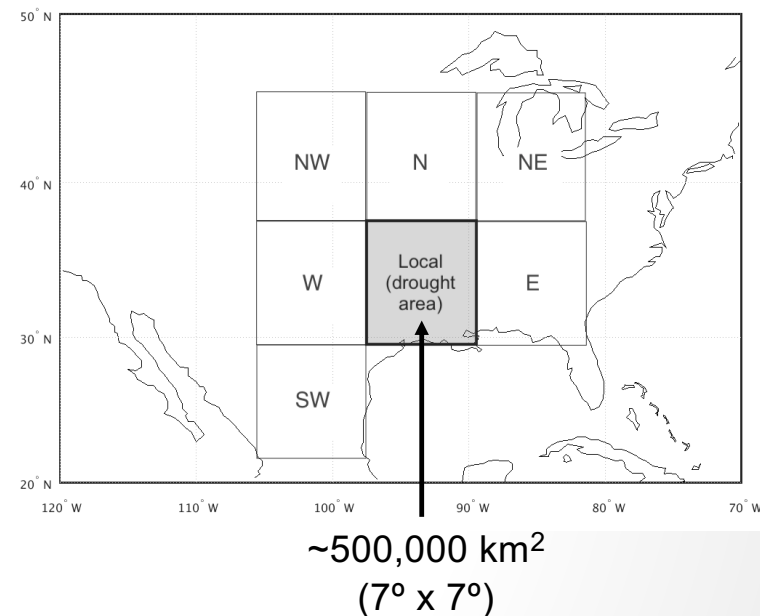 50° N
NW N NE
40° N
W Local (drought area) E
30° N
SW
20° N
120° W 110° W 100° W 90° W 80° W 70° W
~500,000 km²
(7º x 7º)